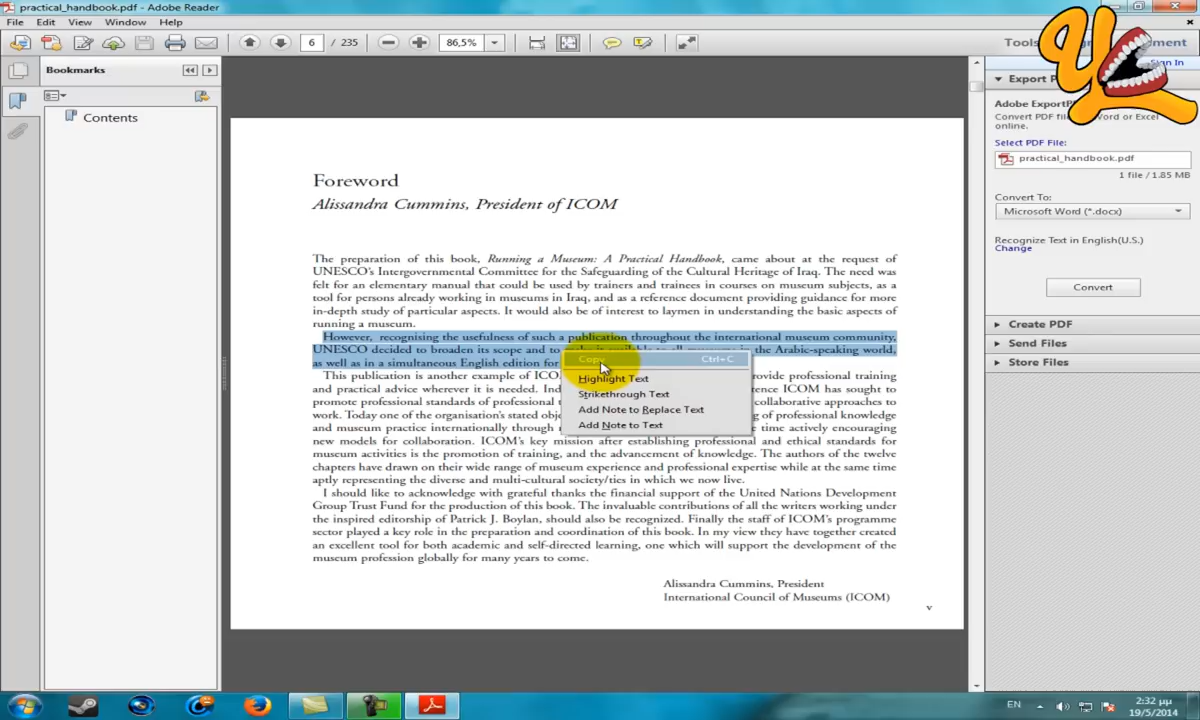 practical_handbook.pdf - Adobe Reader
File Edit View Window Help
6 / 235
86,5%
Tools
Sign In
Bookmarks
Contents
Foreword
Alissandra Cummins, President of ICOM
The preparation of this book, Running a Museum: A Practical Handbook, came about at the request of
UNESCO's Intergovernmental Committee for the Safeguarding of the Cultural Heritage of Iraq. The need was
felt for an elementary manual that could be used by trainers and trainees in courses on museum subjects, as a
tool for persons already working in museums in Iraq, and as a reference document providing guidance for more
in-depth study of particular aspects. It would also be of interest to laymen in understanding the basic aspects of
running a museum.
However, recognising the usefulness of such a publication throughout the international museum community,
UNESCO decided to broaden its scope and to make it available to all museums in the Arabic-speaking world,
as well as in a simultaneous English edition for
This publication is another example of ICO provide professional training
and practical advice wherever it is needed. Ind tence ICOM has sought to
promote professional standards of professional t collaborative approaches to
work. Today one of the organisation's stated obj g of professional knowledge
and museum practice internationally through time actively encouraging
new models for collaboration. ICOM's key mission after establishing professional and ethical standards for
museum activities is the promotion of training, and the advancement of knowledge. The authors of the twelve
chapters have drawn on their wide range of museum experience and professional expertise while at the same time
aptly representing the diverse and multi-cultural society/ties in which we now live.
I should like to acknowledge with grateful thanks the financial support of the United Nations Development
Group Trust Fund for the production of this book. The invaluable contributions of all the writers working under
the inspired editorship of Patrick J. Boylan, should also be recognized. Finally the staff of ICOM's programme
sector played a key role in the preparation and coordination of this book. In my view they have together created
an excellent tool for both academic and self-directed learning, one which will support the development of the
museum profession globally for many years to come.
Alissandra Cummins, President
International Council of Museums (ICOM)
v
Copy Ctrl+C
Highlight Text
Strikethrough Text
Add Note to Replace Text
Add Note to Text
Export P
Adobe ExportP
Convert PDF files to Word or Excel
online.
Select PDF File:
practical_handbook.pdf
1 file / 1.85 MB
Convert To:
Microsoft Word (*.docx)
Recognize Text in English(U.S.)
Change
Convert
Create PDF
Send Files
Store Files
EN
2:32 μμ
19/5/2014